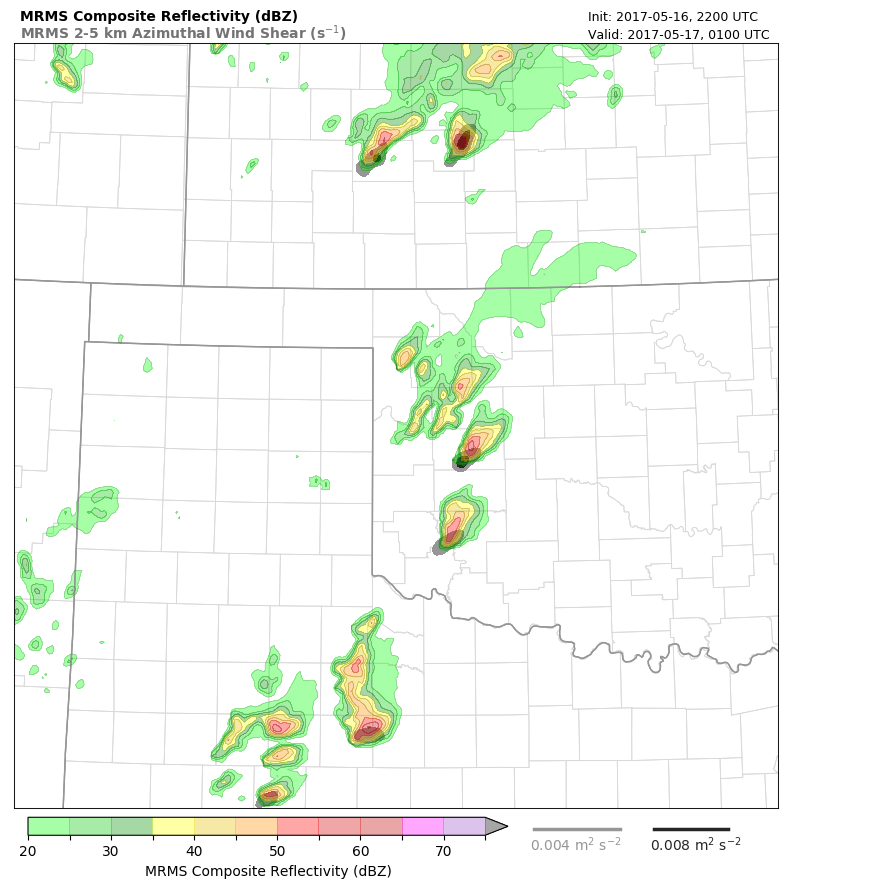 MRMS Composite Reflectivity (dBZ)
MRMS 2-5 km Azimuthal Wind Shear (s⁻¹)
Init: 2017-05-16, 2200 UTC
Valid: 2017-05-17, 0100 UTC
20 30 40 50 60 70
MRMS Composite Reflectivity (dBZ)
0.004 m² s⁻²
0.008 m² s⁻²